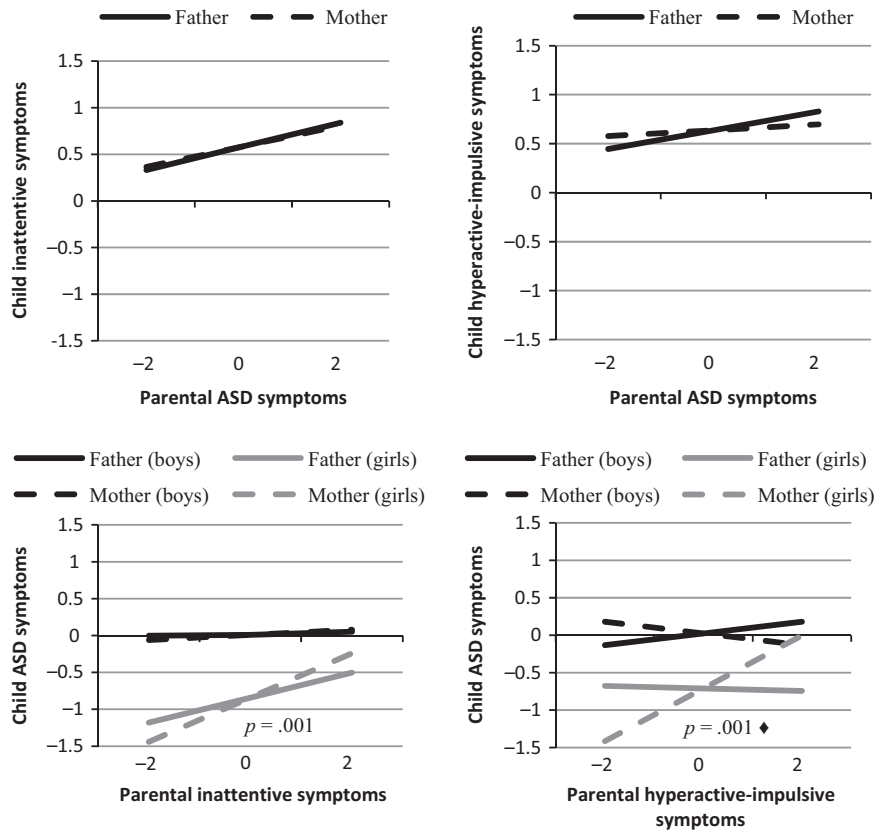 Father Mother
1.5
1
0.5
0
−0.5
−1
-1.5
−2 0 2
Child inattentive symptoms
Parental ASD symptoms
Father Mother
1.5
1
0.5
0
−0.5
−1
−1.5
−2 0 2
Child hyperactive-impulsive symptoms
Parental ASD symptoms
Father (boys) Father (girls)
Mother (boys) Mother (girls)
1.5
1
0.5
0
−0.5
−1
−1.5
p = .001
−2 0 2
Child ASD symptoms
Parental inattentive symptoms
Father (boys) Father (girls)
Mother (boys) Mother (girls)
1.5
1
0.5
0
−0.5
−1
−1.5
p = .001 ♦
−2 0 2
Child ASD symptoms
Parental hyperactive-impulsive
symptoms